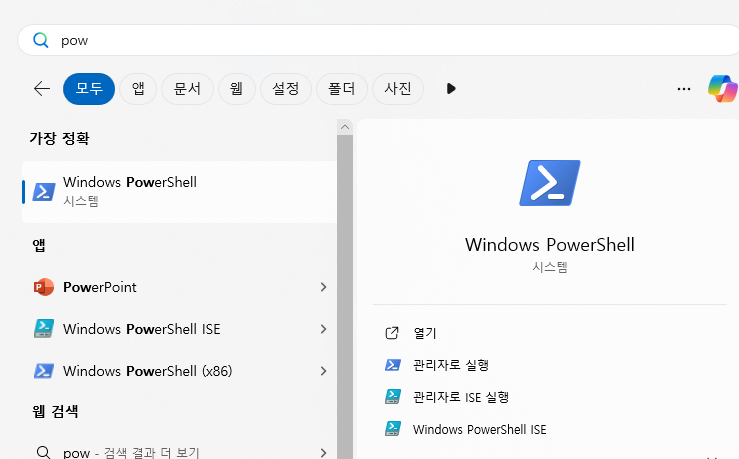 pow
모두 앱 문서 웹 설정 폴더 사진
가장 정확
Windows PowerShell
시스템
앱
PowerPoint
Windows PowerShell ISE
Windows PowerShell (x86)
웹 검색
pow - 검색 결과 더 보기
Windows PowerShell
시스템
열기
관리자로 실행
관리자로 ISE 실행
Windows PowerShell ISE